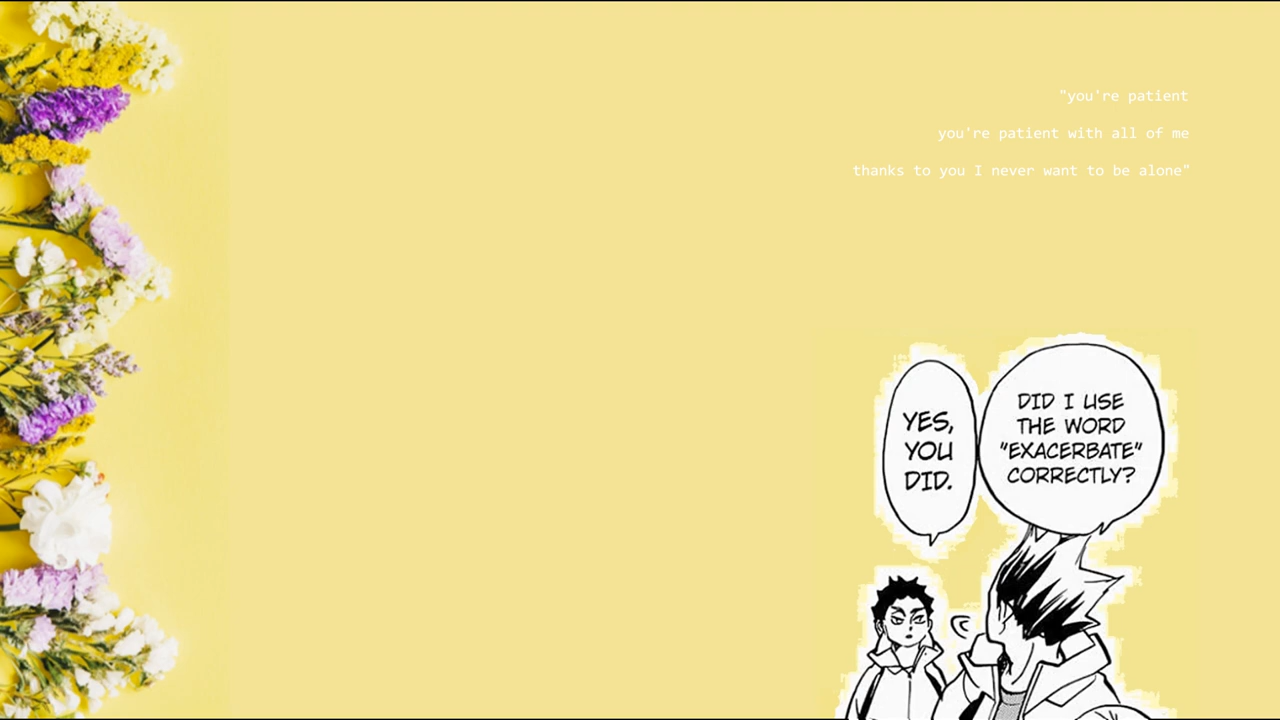 "you're patient
you're patient with all of me
thanks to you I never want to be alone"
DID I USE
THE WORD
"EXACERBATE"
CORRECTLY?
YES,
YOU
DID.